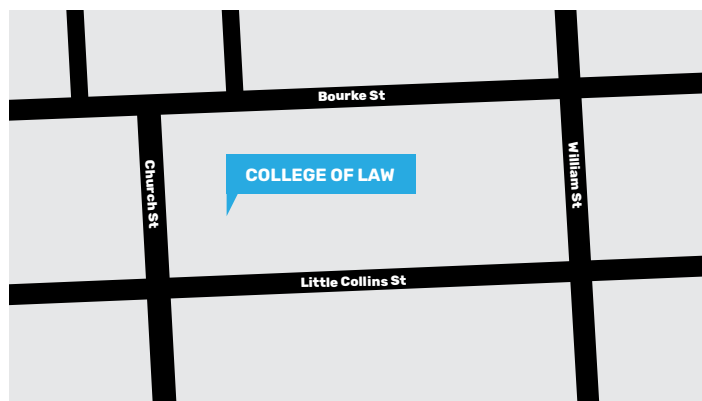 Bourke St
Church St
William St
COLLEGE OF LAW
Little Collins St